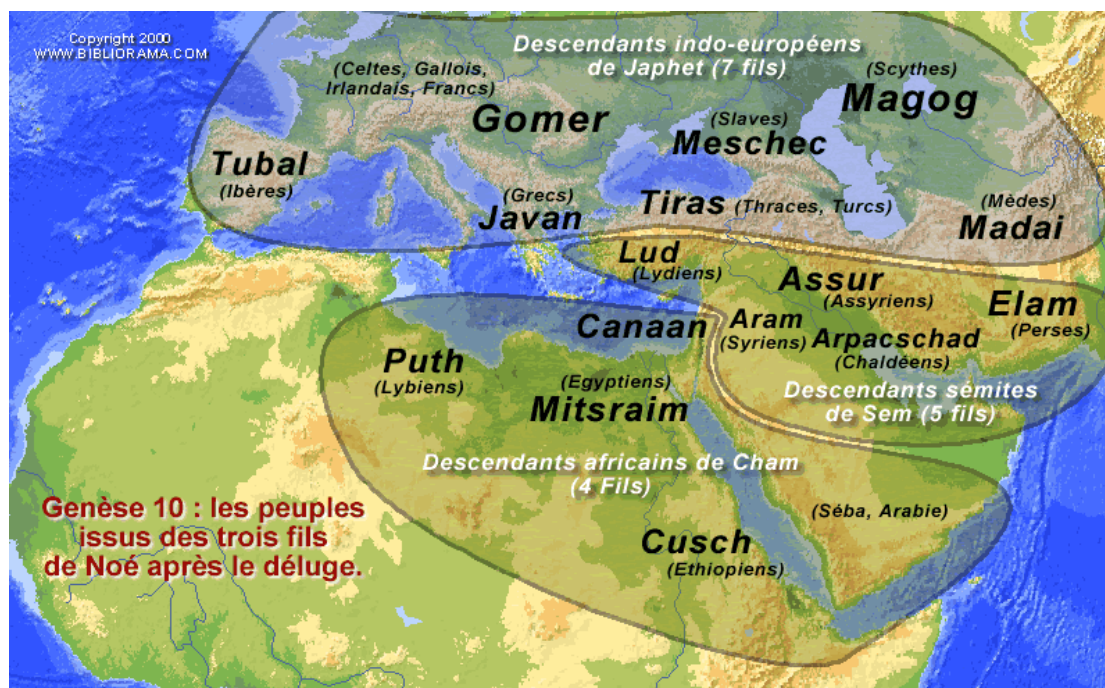 Copyright 2000
WWW.BIBLIORAMA.COM
Descendants indo-européens
de Japhet (7 fils)
(Celtes, Gallois,
Irlandais, Francs)
Gomer
(Scythes)
Magog
(Slaves)
Meschec
Tubal
(Ibères)
(Grecs)
Javan
Tiras (Thraces, Turcs)
(Mèdes)
Madai
Lud
(Lydiens)
Assur
(Assyriens)
Elam
(Perses)
Aram
(Syriens)
Arpacschad
(Chaldéens)
Descendants sémites
de Sem (5 fils)
Canaan
Puth
(Lybiens)
(Egyptiens)
Mitsraim
Descendants africains de Cham
(4 Fils)
(Séba, Arabie)
Cusch
(Ethiopiens)
Genèse 10 : les peuples
issus des trois fils
de Noé après le déluge.